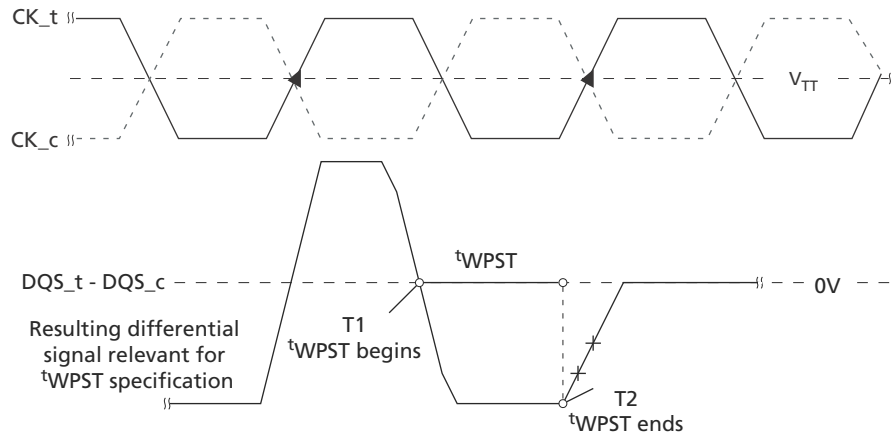 CK_t
V_TT
CK_c
tWPST
DQS_t - DQS_c
0V
Resulting differential
signal relevant for
tWPST specification
T1
tWPST begins
T2
tWPST ends